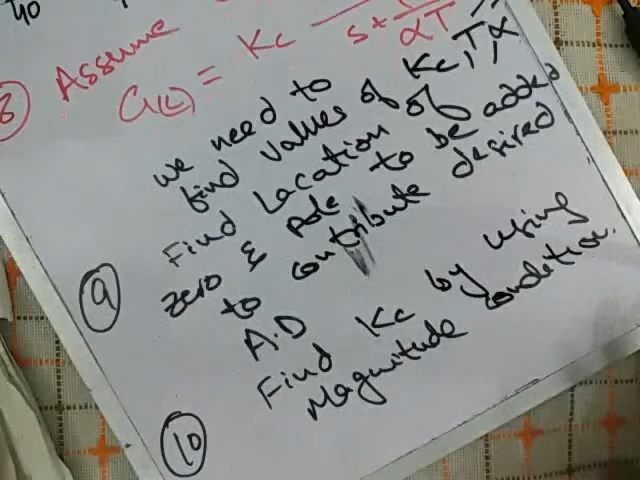 40
8 Assume
G(c) = Kc
s + 1/αT
we need to
find values of Kc, T, α
Find Location of
zero & pole to be added
to contribute desired
A.D
9
Find Kc by using
Magnitude condition.
10